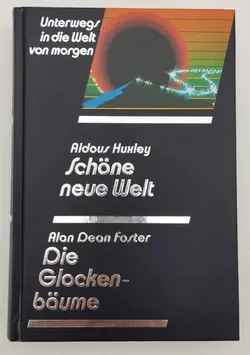 Unterwegs
in die Welt
von morgen
Aldous Huxley
Schöne
neue Welt
Alan Dean Foster
Die
Glocken-
bäume